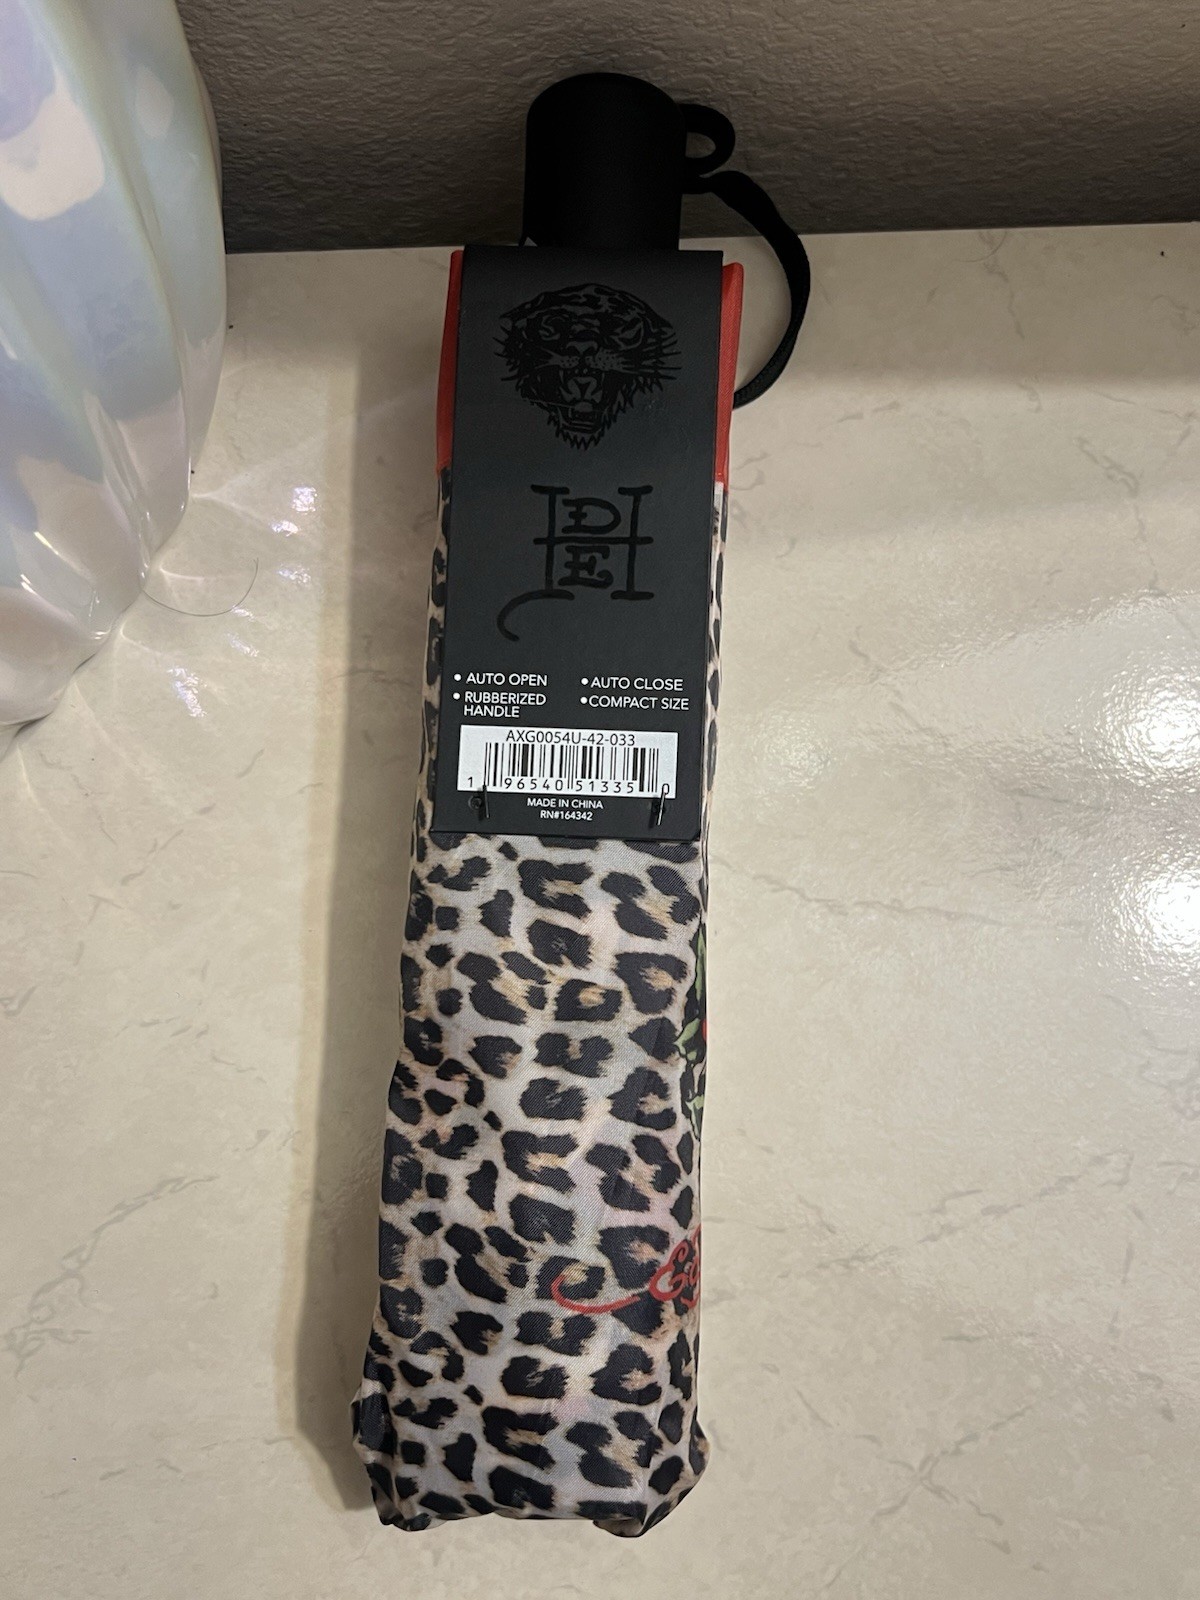 D
E H
• AUTO OPEN
• AUTO CLOSE
• RUBBERIZED
HANDLE
• COMPACT SIZE
AXG0054U-42-033
1 96540 51335 0
MADE IN CHINA
RN#164342
Ed